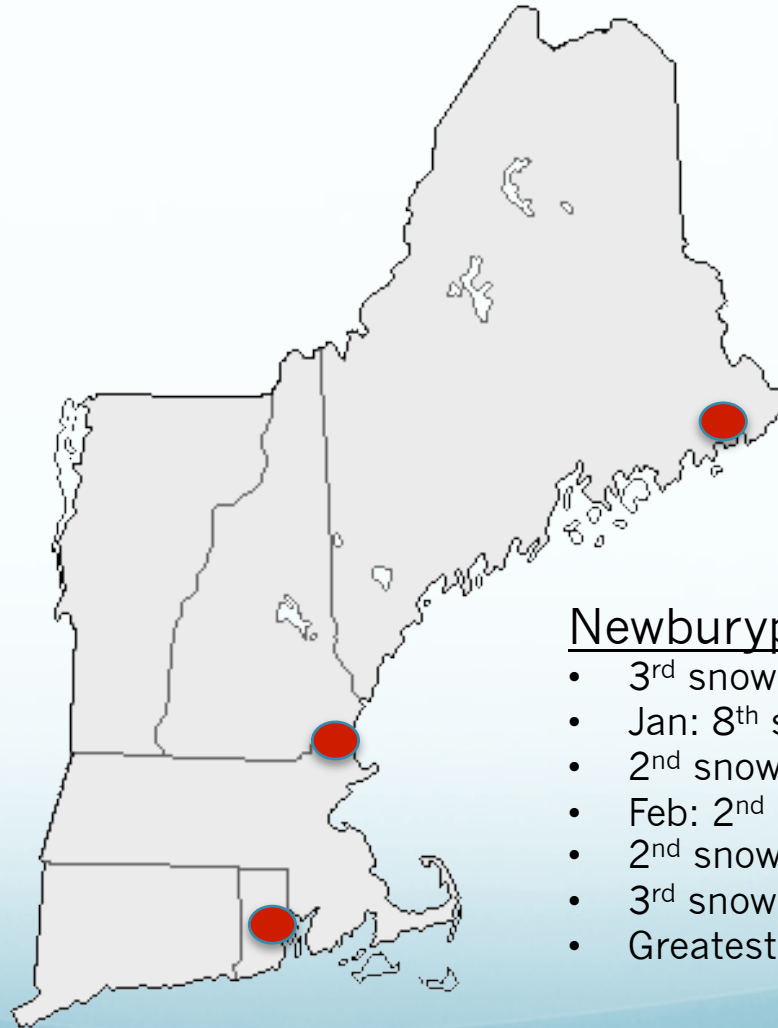 Newburyp
• 3rd snow
• Jan: 8th s
• 2nd snow
• Feb: 2nd
• 2nd snow
• 3rd snow
• Greatest